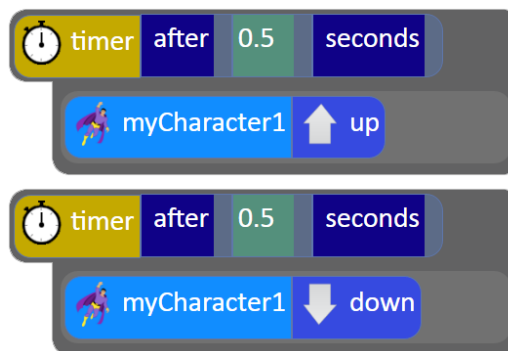 timer after 0.5 seconds
myCharacter1 up
timer after 0.5 seconds
myCharacter1 down